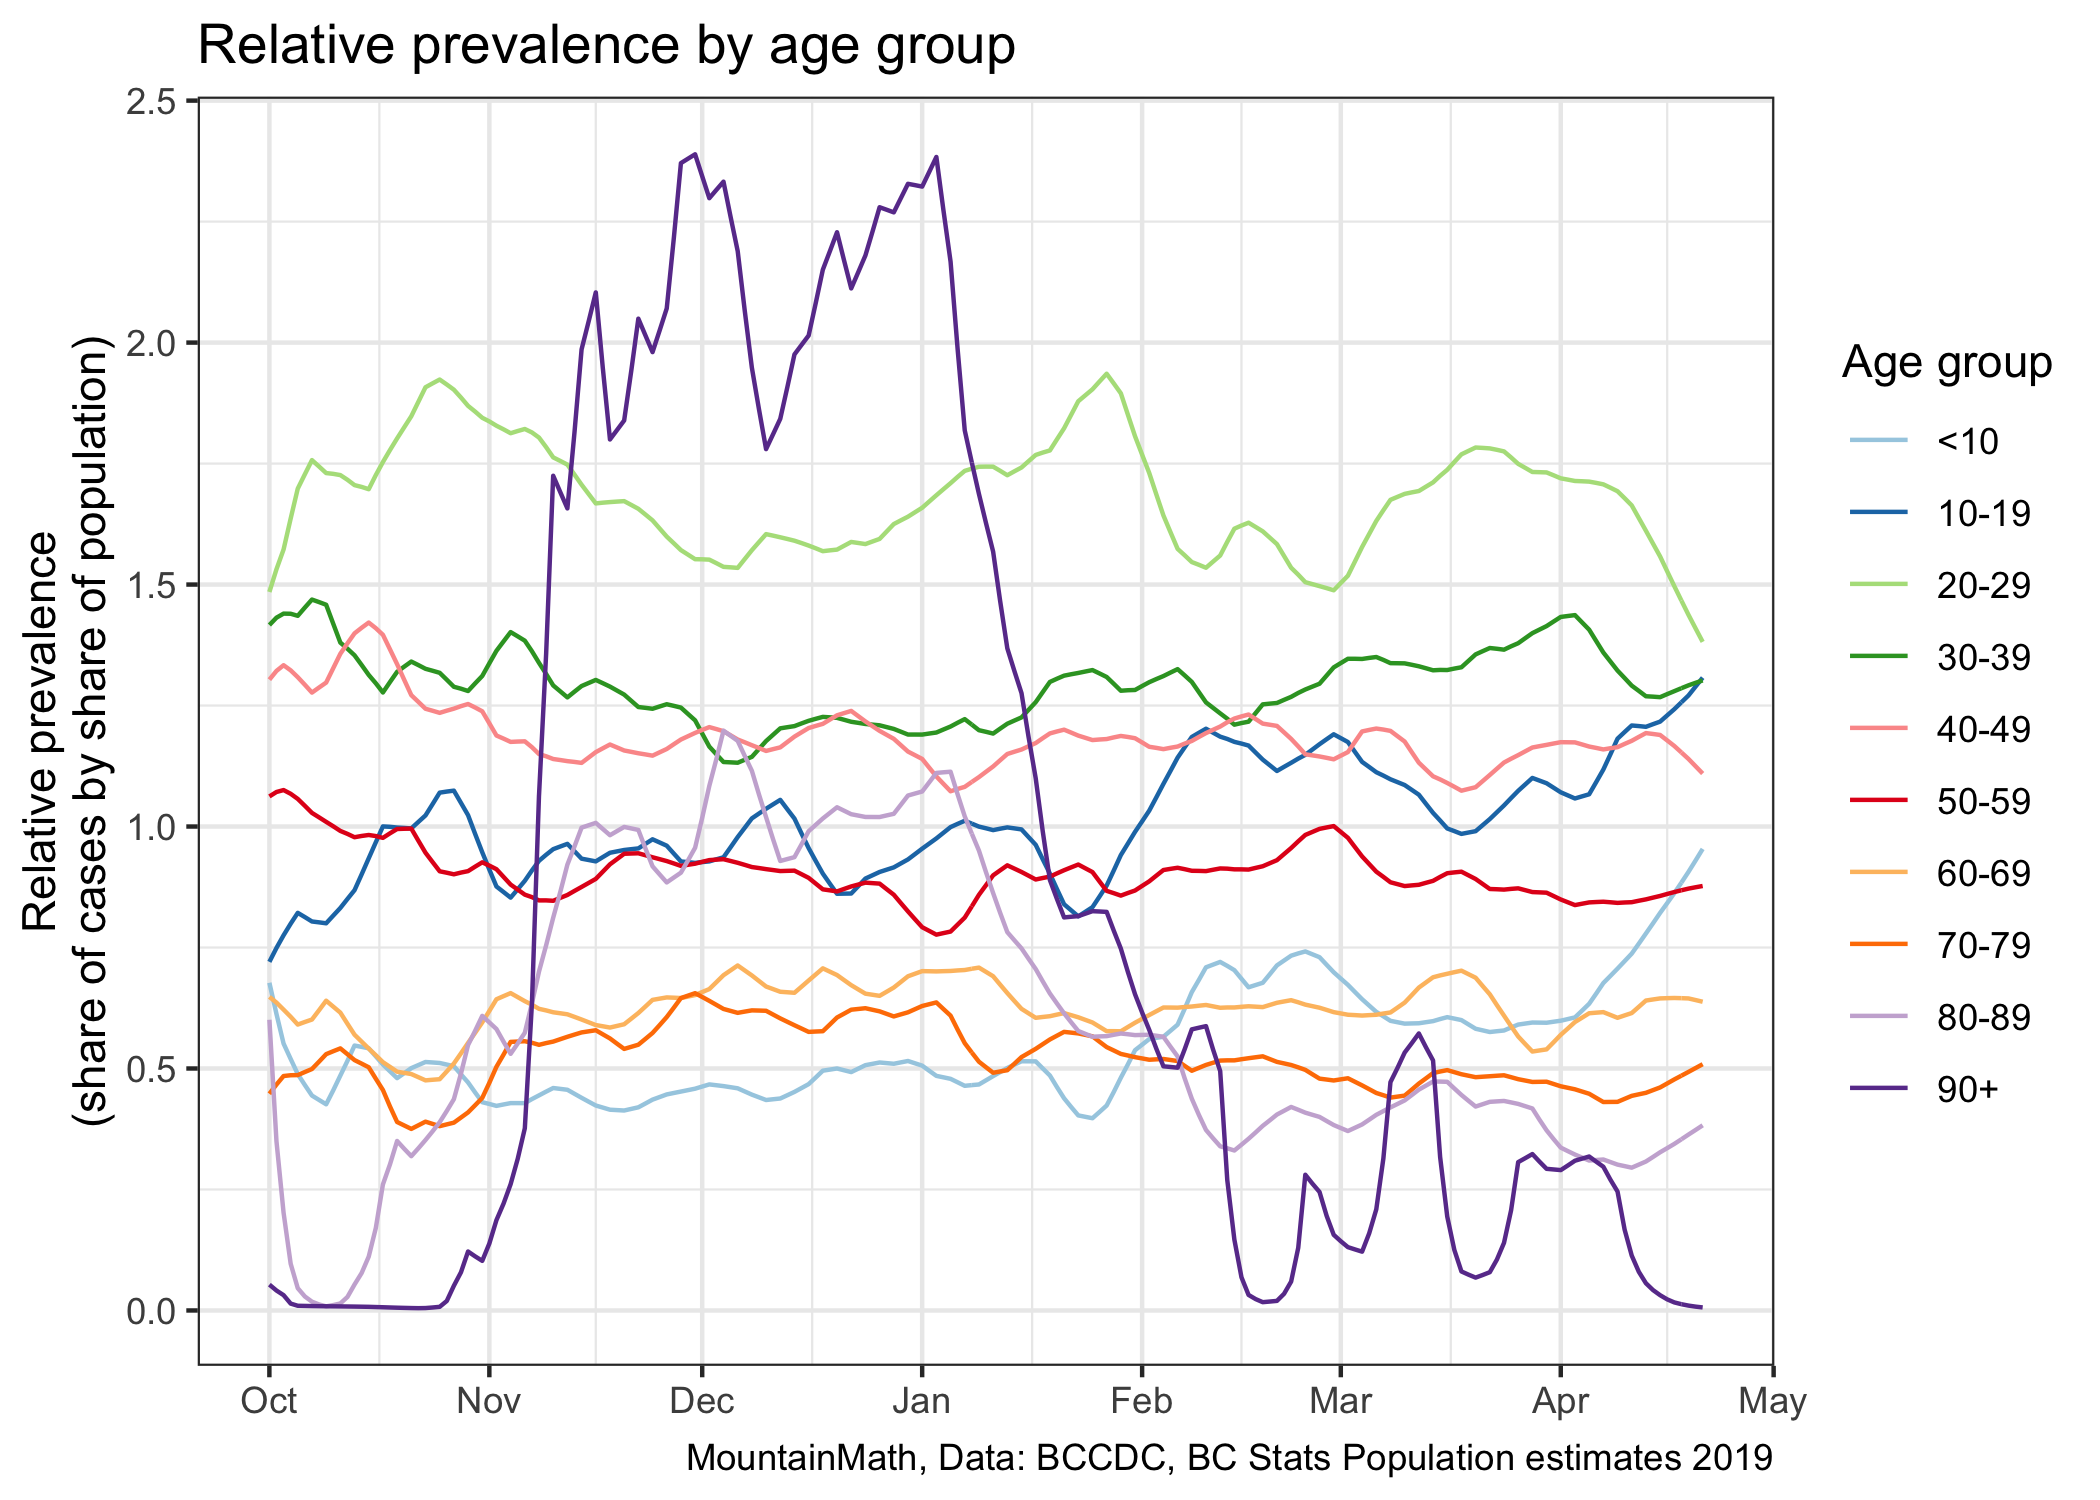 Relative prevalence by age group
Relative prevalence
(share of cases by share of population)
2.5
2.0
1.5
1.0
0.5
0.0
Oct
Nov
Dec
Jan
Feb
Mar
Apr
May
Age group
<10
10-19
20-29
30-39
40-49
50-59
60-69
70-79
80-89
90+
MountainMath, Data: BCCDC, BC Stats Population estimates 2019